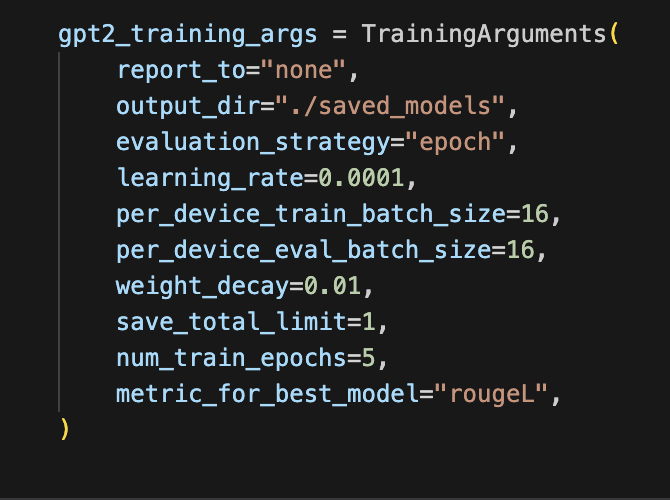 gpt2_training_args = TrainingArguments(
    report_to="none",
    output_dir="./saved_models",
    evaluation_strategy="epoch",
    learning_rate=0.0001,
    per_device_train_batch_size=16,
    per_device_eval_batch_size=16,
    weight_decay=0.01,
    save_total_limit=1,
    num_train_epochs=5,
    metric_for_best_model="rougeL",
)